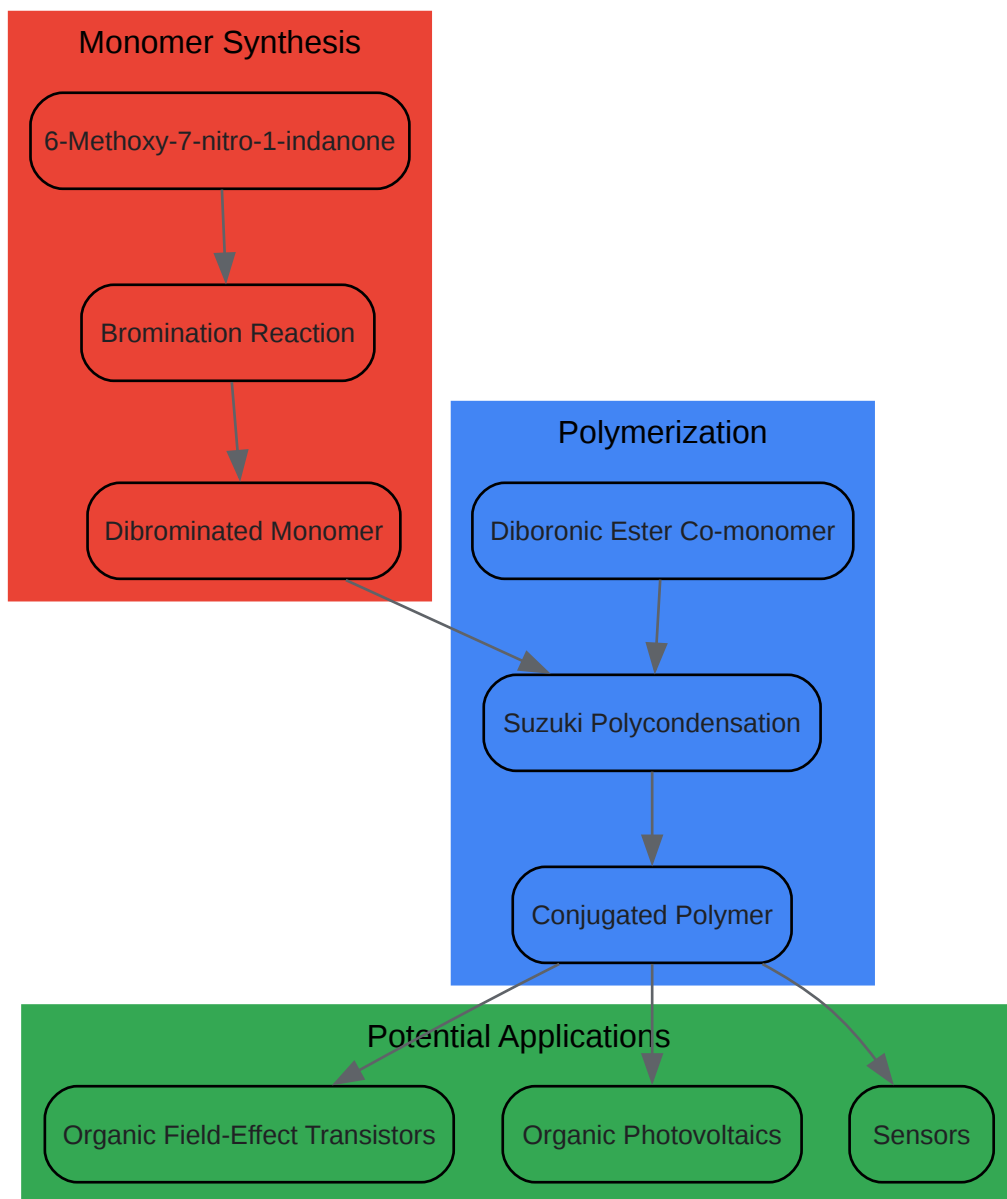 Monomer Synthesis
6-Methoxy-7-nitro-1-indanone
Bromination Reaction
Dibrominated Monomer
Polymerization
Diboronic Ester Co-monomer
Suzuki Polycondensation
Conjugated Polymer
Potential Applications
Organic Field-Effect Transistors
Organic Photovoltaics
Sensors